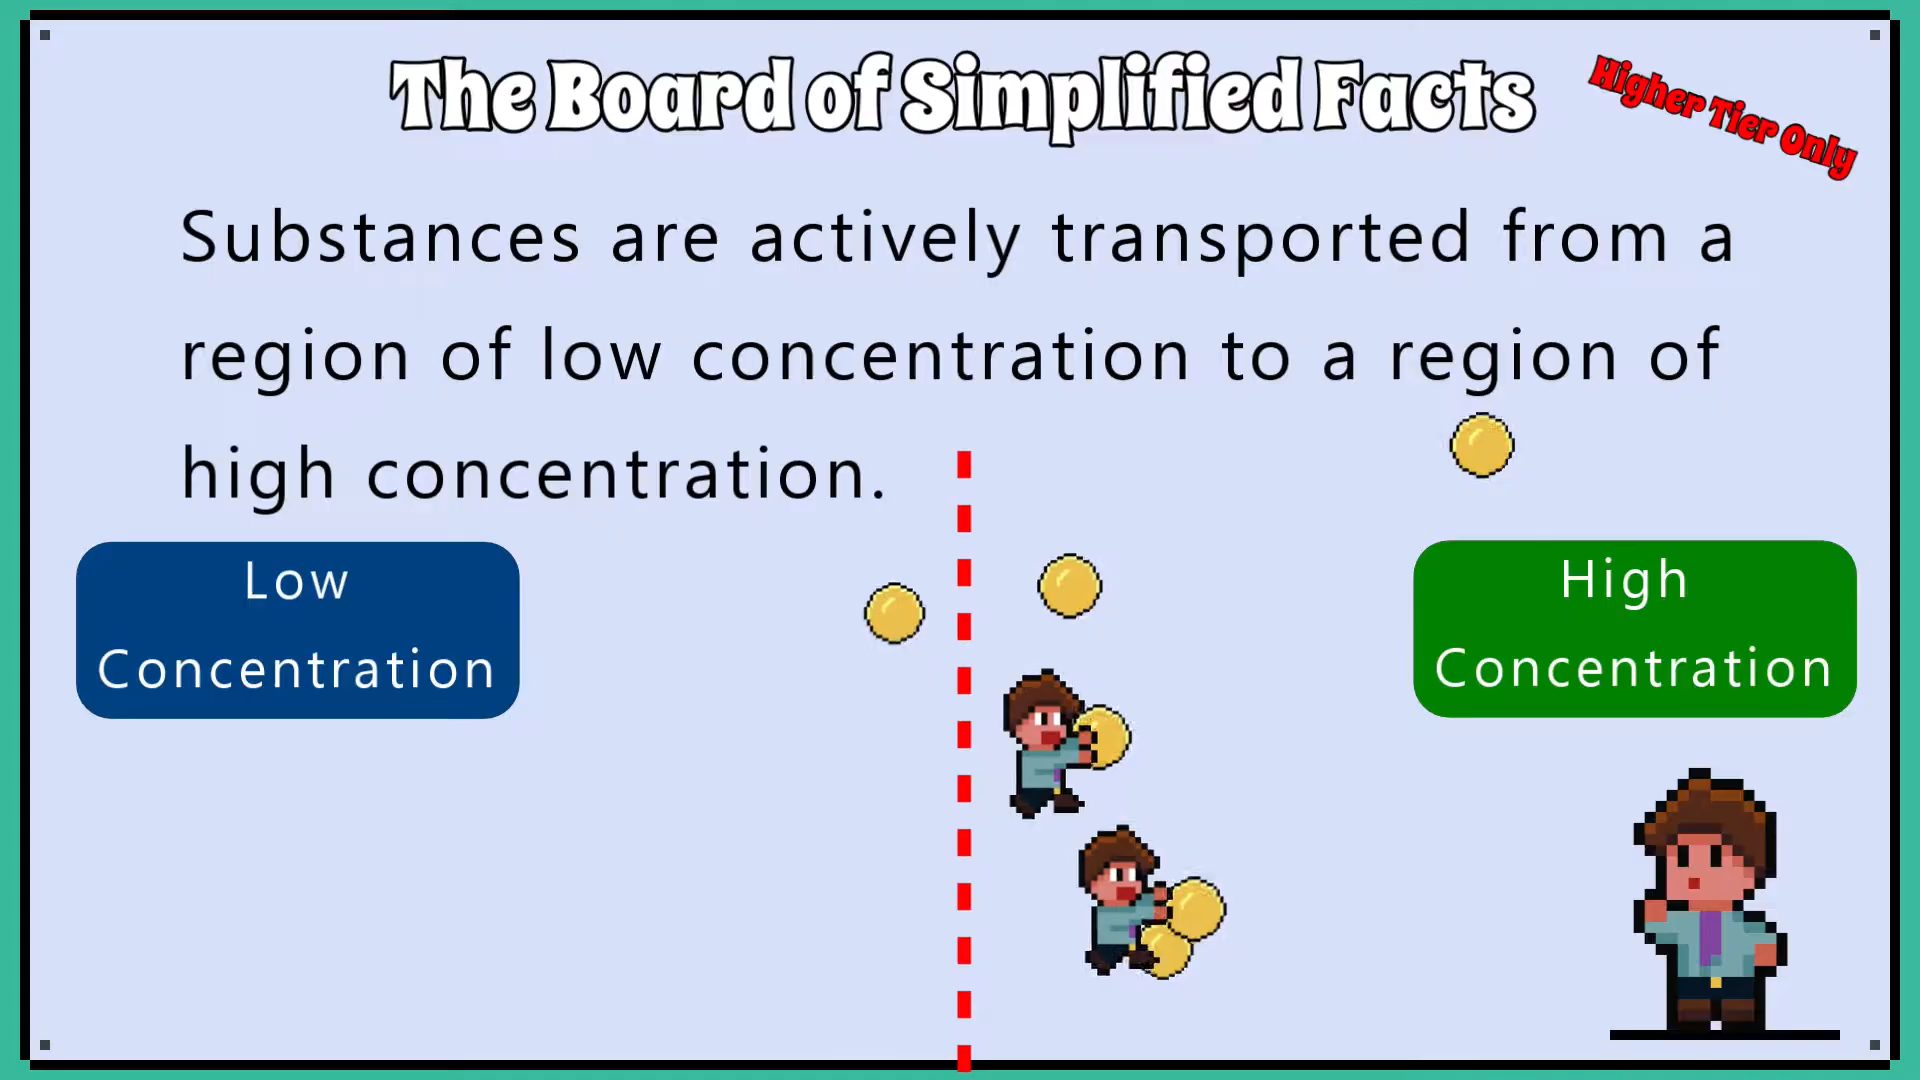 The Board of Simplified Facts
Higher Tier Only
Substances are actively transported from a
region of low concentration to a region of
high concentration.
Low
Concentration
High
Concentration